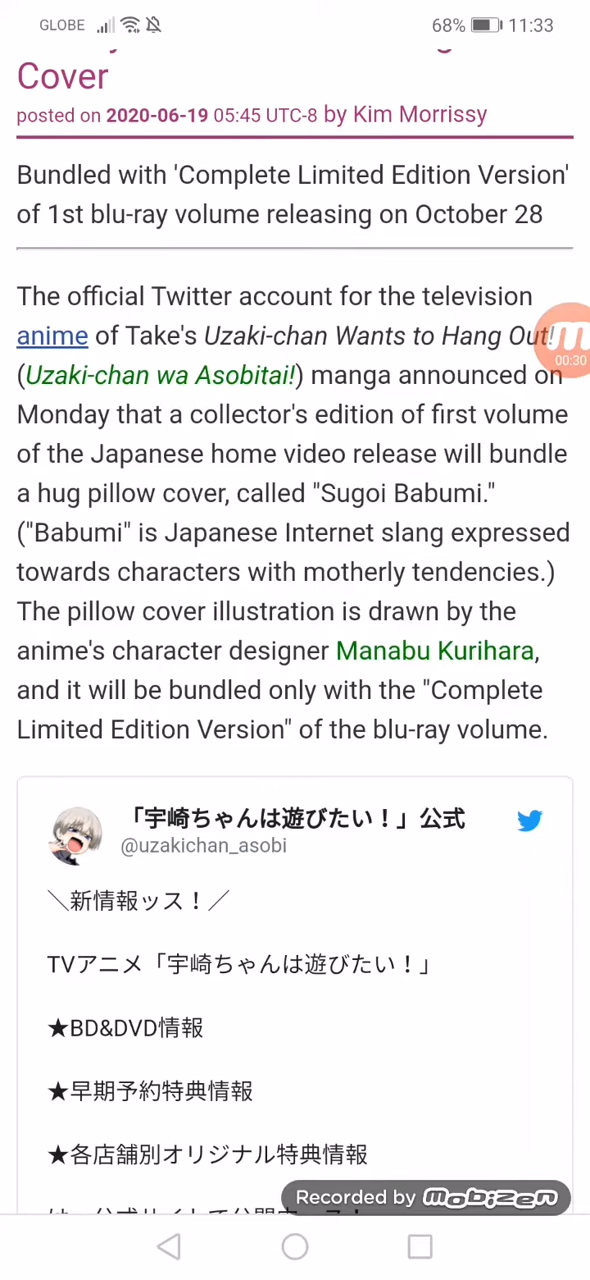 GLOBE 68% 11:33
Cover
posted on 2020-06-19 05:45 UTC-8 by Kim Morrissy
Bundled with 'Complete Limited Edition Version'
of 1st blu-ray volume releasing on October 28
The official Twitter account for the television
anime of Take's Uzaki-chan Wants to Hang Out!
00:30
(Uzaki-chan wa Asobitai!) manga announced on
Monday that a collector's edition of first volume
of the Japanese home video release will bundle
a hug pillow cover, called "Sugoi Babumi."
("Babumi" is Japanese Internet slang expressed
towards characters with motherly tendencies.)
The pillow cover illustration is drawn by the
anime's character designer Manabu Kurihara,
and it will be bundled only with the "Complete
Limited Edition Version" of the blu-ray volume.
「宇崎ちゃんは遊びたい！」公式
@uzakichan_asobi
＼新情報ッス！／
TVアニメ「宇崎ちゃんは遊びたい！」
★BD&DVD情報
★早期予約特典情報
★各店舗別オリジナル特典情報
Recorded by mobizen